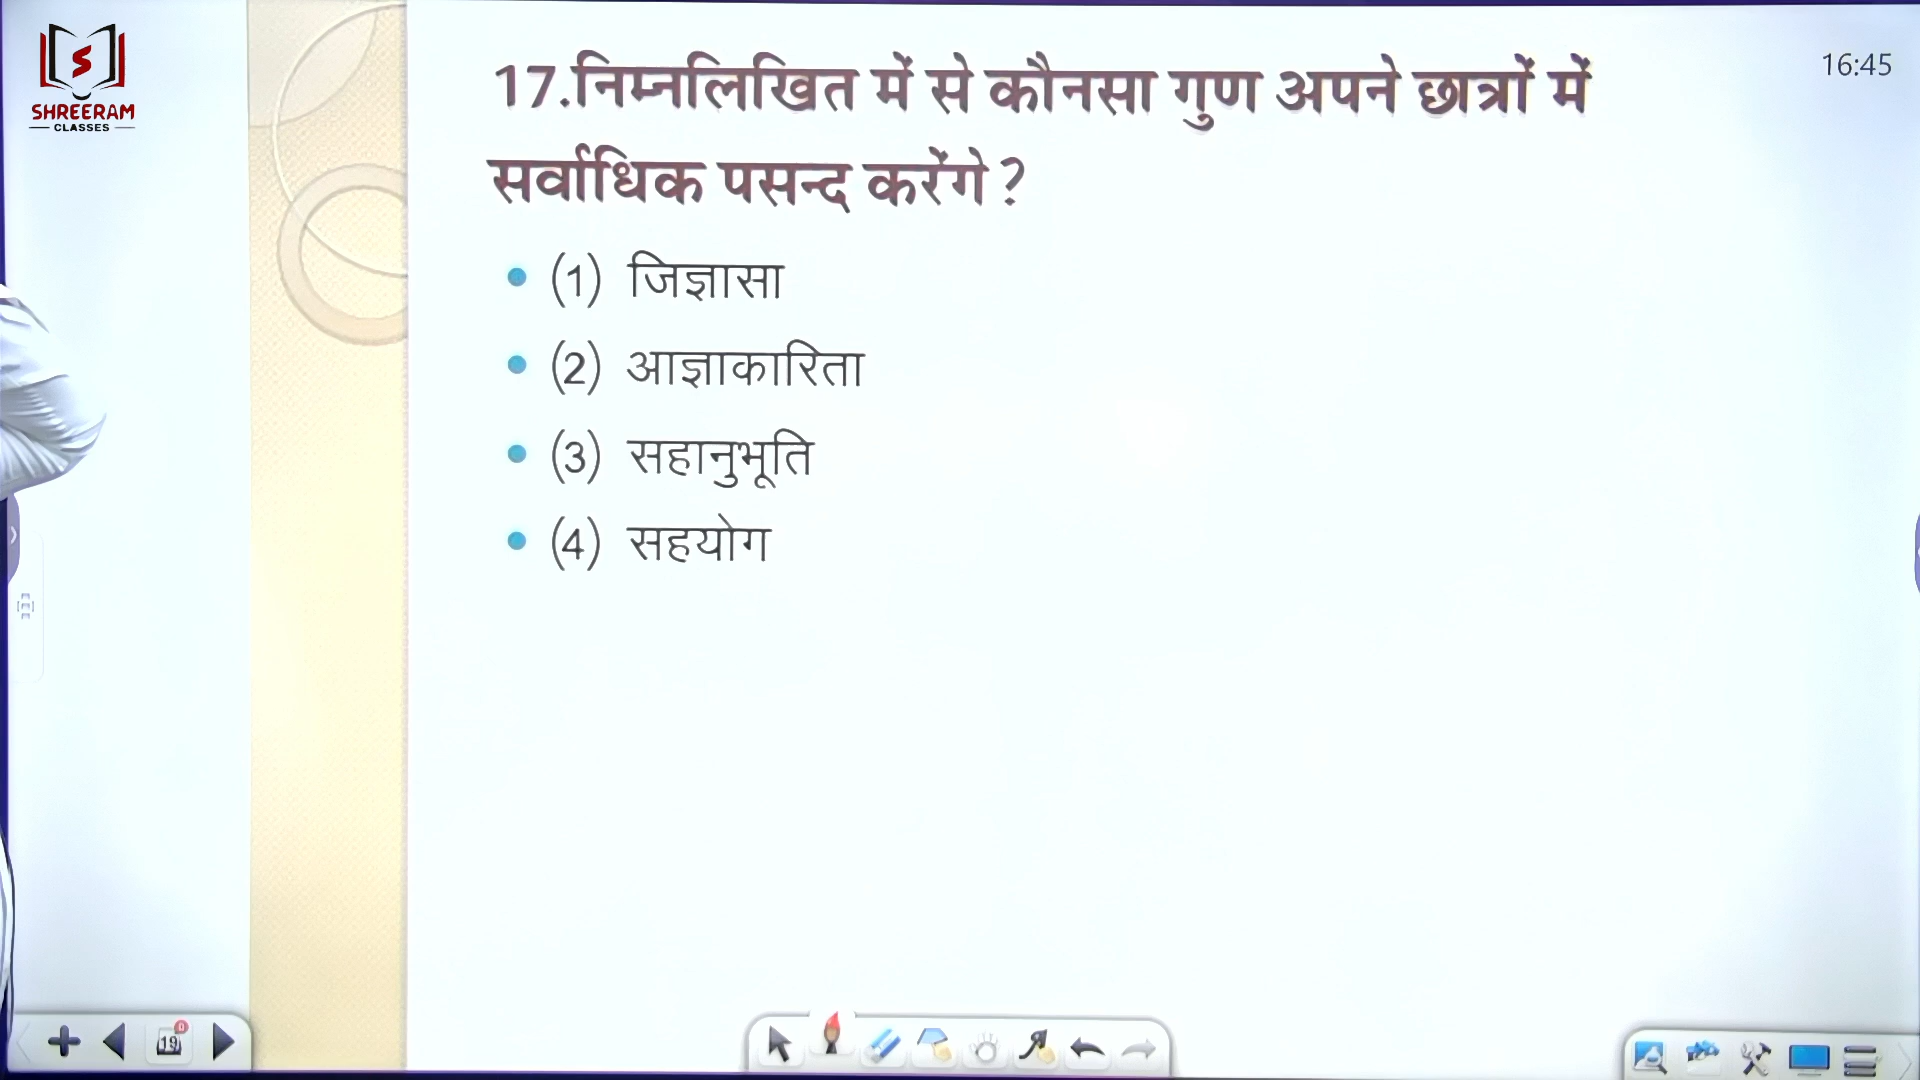 SHREERAM
CLASSES
16:45
17.निम्नलिखित में से कौनसा गुण अपने छात्रों में
सर्वाधिक पसन्द करेंगे?
(1) जिज्ञासा
(2) आज्ञाकारिता
(3) सहानुभूति
(4) सहयोग
19
0